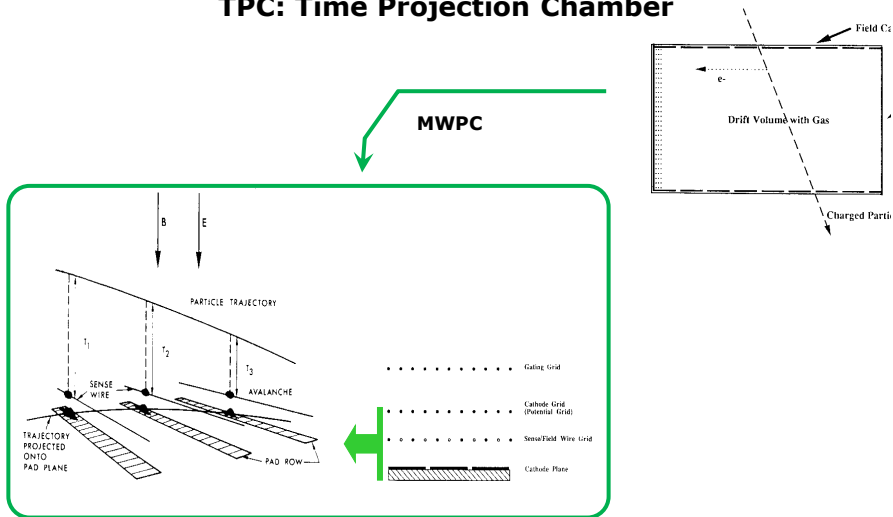 TPC: Time Projection Chamber
Field Ca
e-
MWPC
Drift Volume with Gas
Charged Partic
B
E
PARTICLE TRAJECTORY
T1
T2
T3
SENSE
WIRE
AVALANCHE
TRAJECTORY
PROJECTED
ONTO
PAD PLANE
PAD ROW
Gating Grid
Cathode Grid
(Potential Grid)
Sense/Field Wire Grid
Cathode Plane